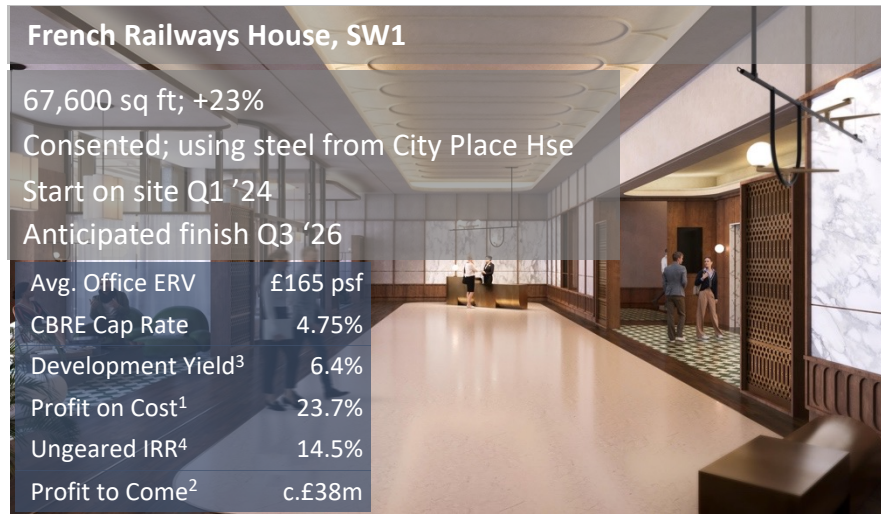 French Railways House, SW1
67,600 sq ft; +23%
Consented; using steel from City Place Hse
Start on site Q1 ’24
Anticipated finish Q3 ‘26
Avg. Office ERV £165 psf
CBRE Cap Rate 4.75%
Development Yield³ 6.4%
Profit on Cost¹ 23.7%
Ungeared IRR⁴ 14.5%
Profit to Come² c.£38m